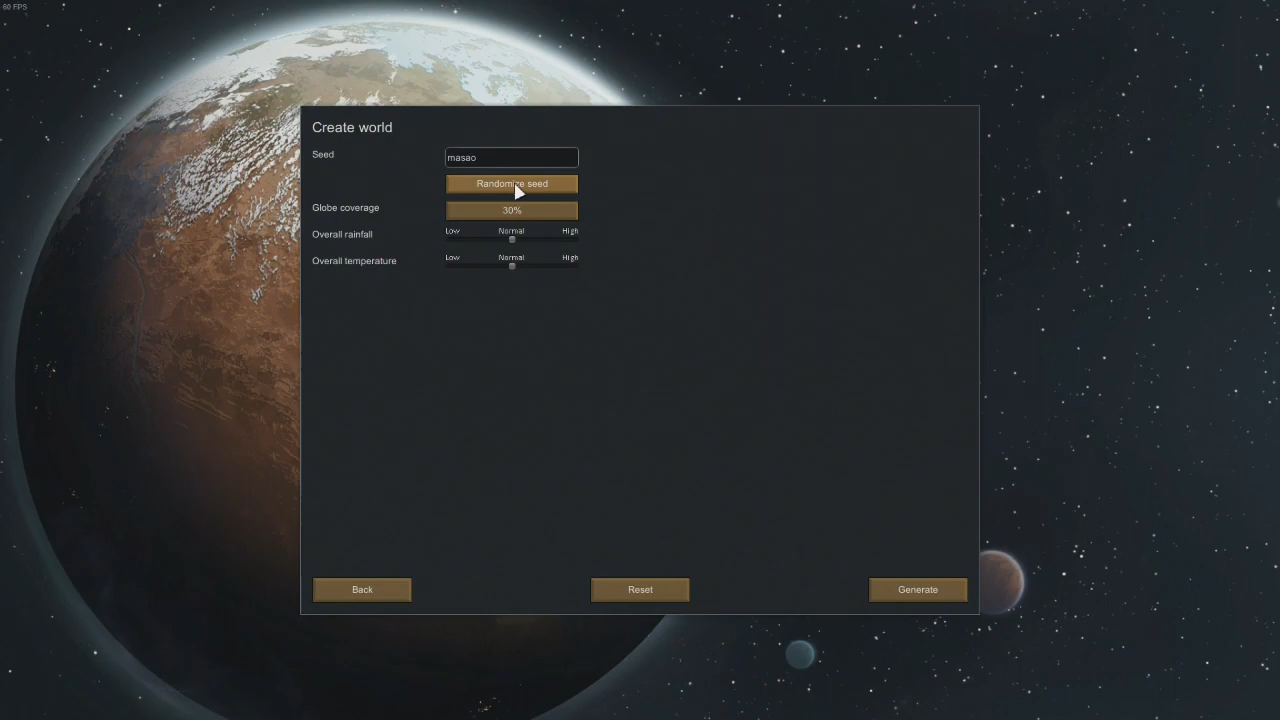 60 FPS
Create world
Seed
masao
Randomize seed
Globe coverage
30%
Overall rainfall
Low Normal High
Overall temperature
Low Normal High
Back
Reset
Generate